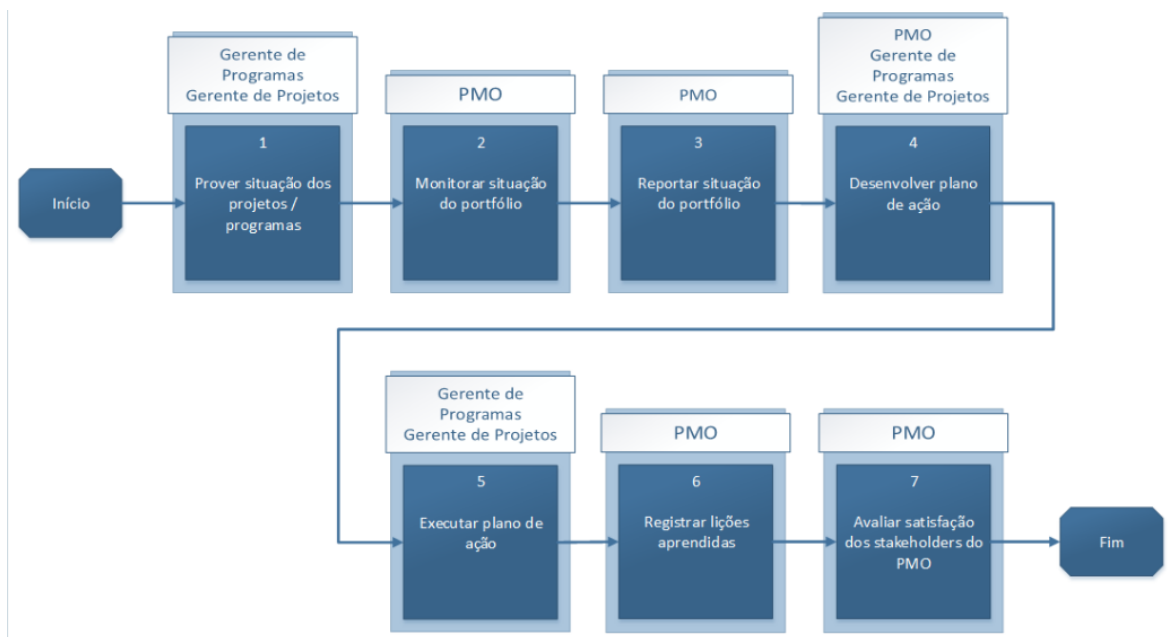 Início
Gerente de
Programas
Gerente de Projetos
1
Prover situação dos
projetos /
programas
PMO
2
Monitorar situação
do portfólio
PMO
3
Reportar situação
do portfólio
PMO
Gerente de
Programas
Gerente de Projetos
4
Desenvolver plano
de ação
Gerente de
Programas
Gerente de Projetos
5
Executar plano de
ação
PMO
6
Registrar lições
aprendidas
PMO
7
Avaliar satisfação
dos stakeholders do
PMO
Fim